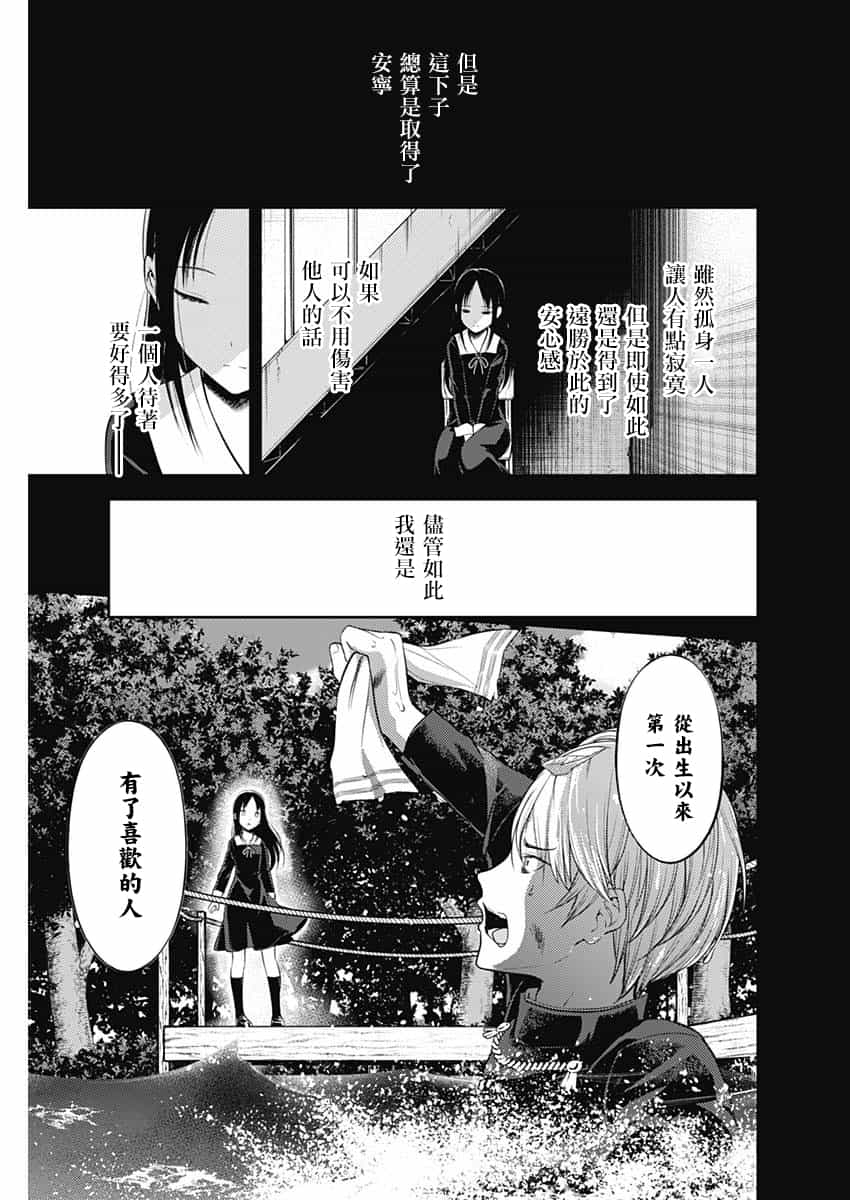 但是
這下子
總算是取得了
安寧
雖然孤身一人
讓人有點寂寞
但是即使如此
還是得到了
遠勝於此的
安心感
如果
可以不用傷害
他人的話
一個人待著
要好得多了——
儘管如此
我還是
從出生以來
第一次
有了喜歡的人